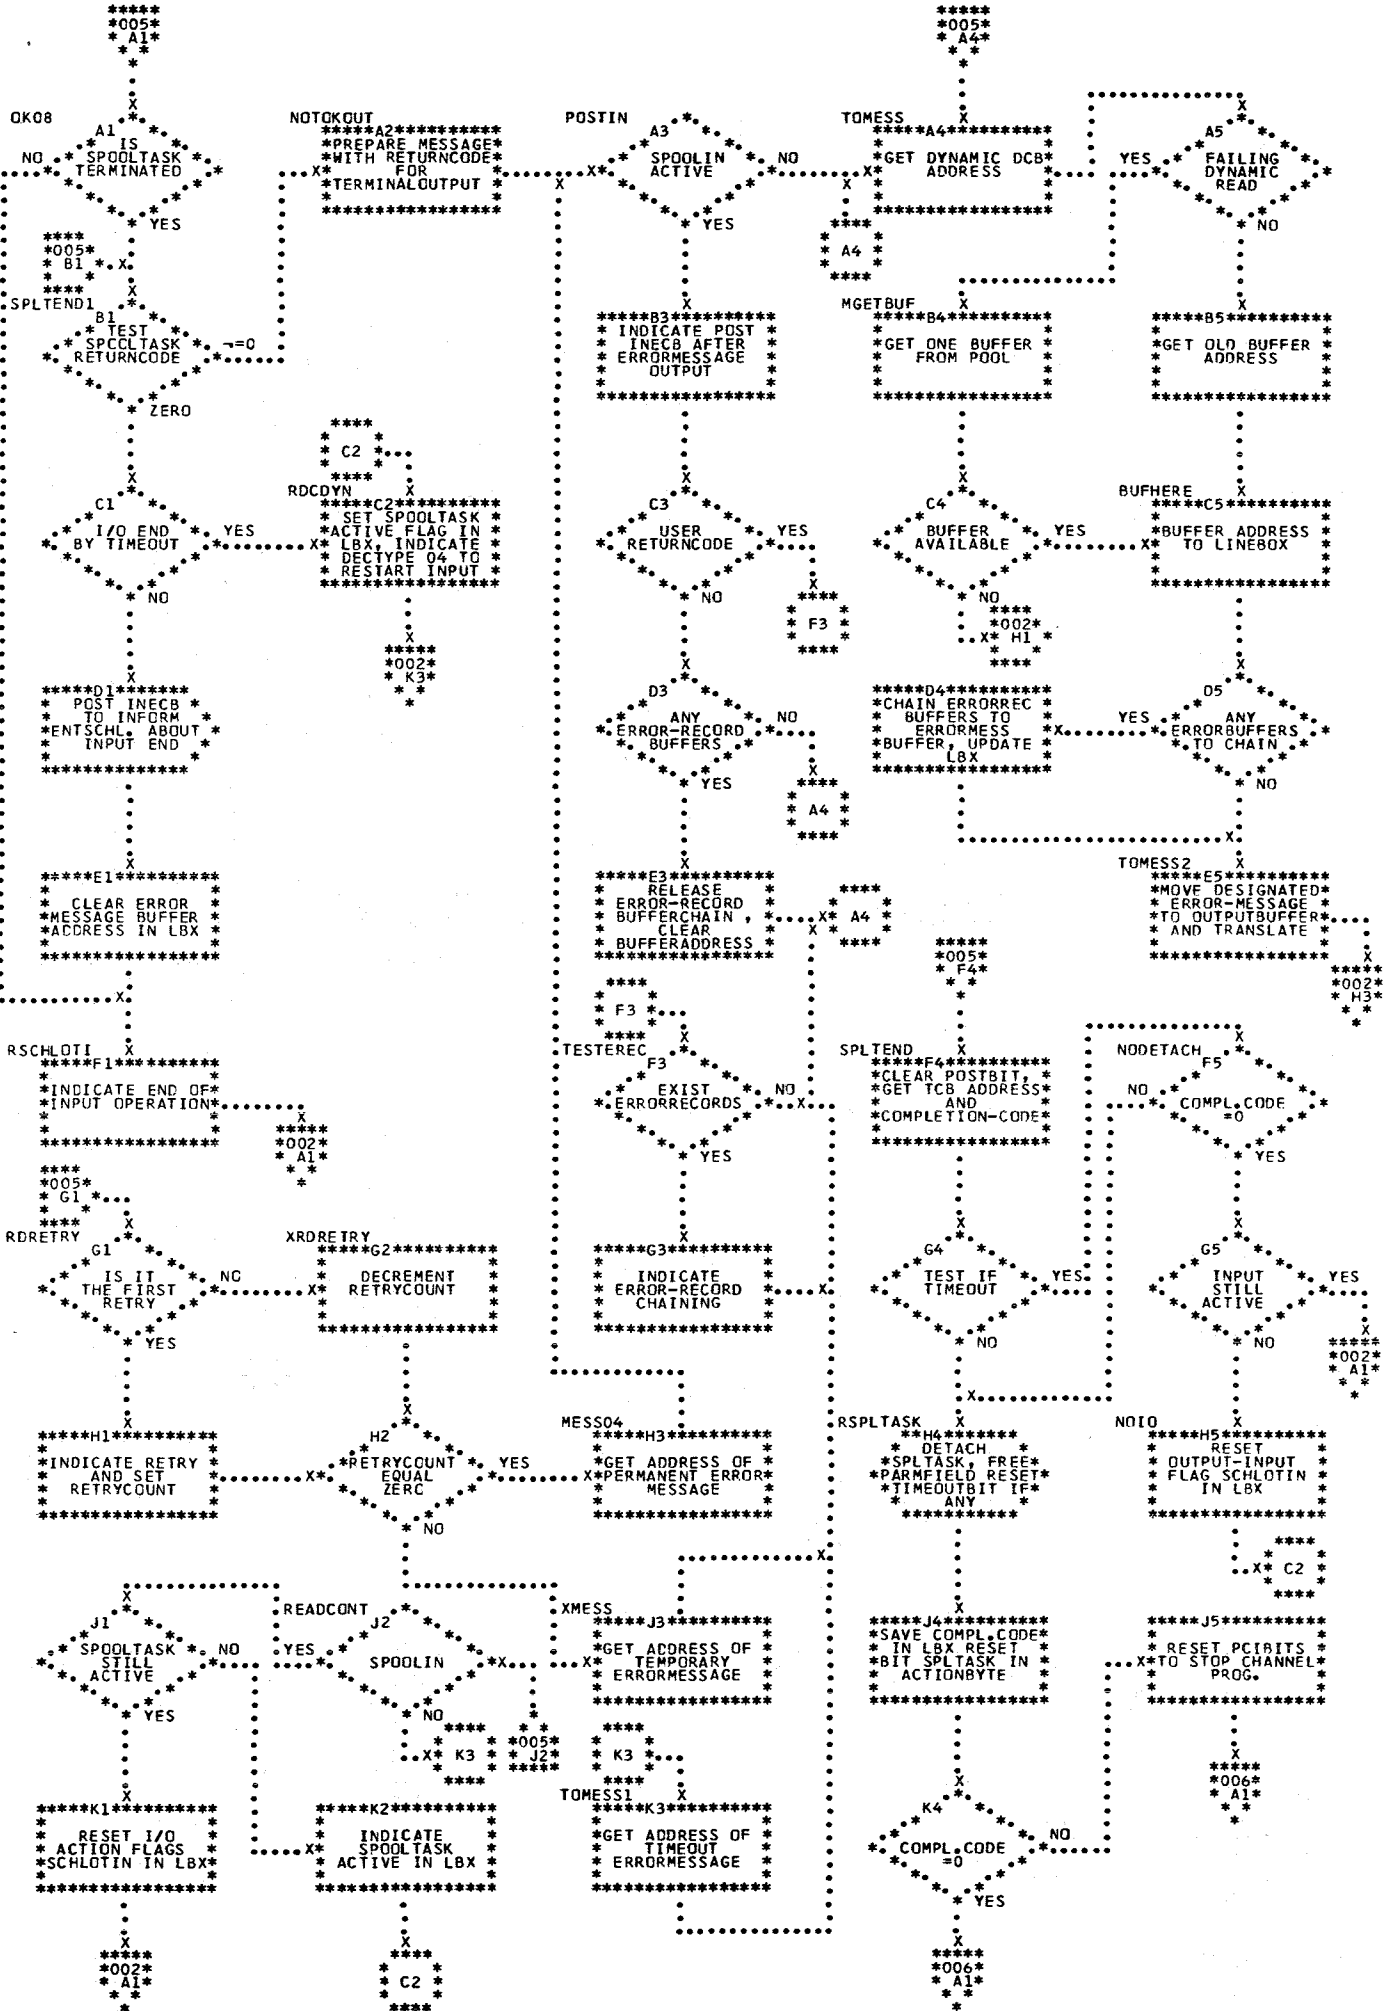 *005*
A1*
*005*
A4*
OK08
A1
IS
SPOOLTASK
TERMINATED
NO
YES
NOTOKOUT
*****A2**********
PREPARE MESSAGE
WITH RETURNCODE
FOR
TERMINALOUTPUT
POSTIN
A3
SPOOLIN
ACTIVE
NO
YES
A4
TOMESS
*****A4**********
GET DYNAMIC DCB
ADDRESS
A5
FAILING
DYNAMIC
READ
YES
NO
*005*
B1
SPLTEND1
B1
TEST
SPCCLTASK
RETURNCODE
¬=0
ZERO
*****B3**********
INDICATE POST
INECB AFTER
ERRORMESSAGE
OUTPUT
MGETBUF
*****B4**********
GET ONE BUFFER
FROM POOL
*****B5**********
GET OLD BUFFER
ADDRESS
C1
I/O END
BY TIMEOUT
YES
NO
C2
RDCDYN
*****C2**********
SET SPOOLTASK
ACTIVE FLAG IN
LBX, INDICATE
DECTYPE 04 TO
RESTART INPUT
*002*
K3*
C3
USER
RETURNCODE
YES
NO
F3
C4
BUFFER
AVAILABLE
YES
NO
*002*
H1
BUFHERE
*****C5**********
BUFFER ADDRESS
TO LINEBOX
*****D1*******
POST INECB
TO INFORM
ENTSCHL. ABOUT
INPUT END
D3
ANY
ERROR-RECORD
BUFFERS
NO
YES
A4
*****D4**********
CHAIN ERRORREC
BUFFERS TO
ERRORMESS
BUFFER, UPDATE
LBX
D5
ANY
ERRORBUFFERS
TO CHAIN
YES
NO
*****E1**********
CLEAR ERROR
MESSAGE BUFFER
ADDRESS IN LBX
*****E3**********
RELEASE
ERROR-RECORD
BUFFERCHAIN ,
CLEAR
BUFFERADDRESS
A4
TOMESS2
*****E5**********
MOVE DESIGNATED
ERROR-MESSAGE
TO OUTPUTBUFFER
AND TRANSLATE
*002*
H3*
RSCHLOTI
*****F1**********
INDICATE END OF
INPUT OPERATION
*002*
A1*
F3
TESTEREC
F3
EXIST
ERRORRECORDS
NO
YES
*005*
F4*
SPLTEND
*****F4**********
CLEAR POSTBIT,
GET TCB ADDRESS
AND
COMPLETION-CODE
NODETACH
F5
COMPL.CODE
=0
NO
YES
*005*
G1
RDRETRY
G1
IS IT
THE FIRST
RETRY
NC
YES
XRDRETRY
*****G2**********
DECREMENT
RETRYCOUNT
*****G3**********
INDICATE
ERROR-RECORD
CHAINING
G4
TEST IF
TIMEOUT
YES
NO
G5
INPUT
STILL
ACTIVE
YES
NO
*002*
A1*
*****H1**********
INDICATE RETRY
AND SET
RETRYCOUNT
H2
RETRYCOUNT
EQUAL
ZERC
YES
NO
MESS04
*****H3**********
GET ADDRESS OF
PERMANENT ERROR
MESSAGE
RSPLTASK
**H4*******
DETACH
SPLTASK, FREE
PARMFIELD RESET
TIMEOUTBIT IF
ANY
NOIO
*****H5**********
RESET
OUTPUT-INPUT
FLAG SCHLOTIN
IN LBX
C2
J1
SPOOLTASK
STILL
ACTIVE
NO
YES
READCONT
J2
SPOOLIN
YES
NO
K3
*005*
J2*
XMESS
*****J3**********
GET ADDRESS OF
TEMPORARY
ERRORMESSAGE
*****J4**********
SAVE COMPL.CODE
IN LBX RESET
BIT SPLTASK IN
ACTIONBYTE
*****J5**********
RESET PCIBITS
TO STOP CHANNEL
PROG.
*006*
A1*
*****K1**********
RESET I/O
ACTION FLAGS
SCHLOTIN IN LBX
*002*
A1*
*****K2**********
INDICATE
SPOOLTASK
ACTIVE IN LBX
C2
K3
TOMESS1
*****K3**********
GET ADDRESS OF
TIMEOUT
ERRORMESSAGE
K4
COMPL.CODE
=0
NO
YES
*006*
A1*